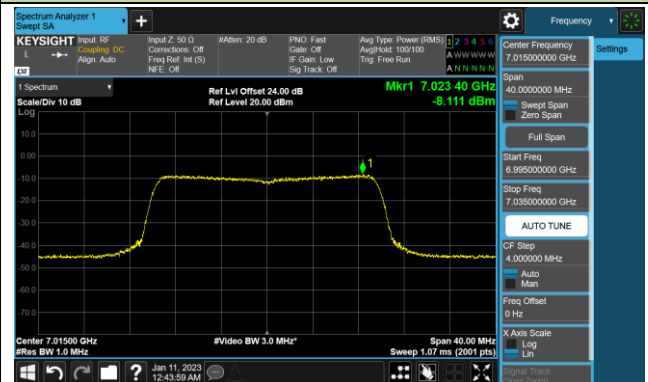 Spectrum Analyzer 1
Swept SA
Frequency
KEYSIGHT
L
LXI
Input: RF
Coupling: DC
Align: Auto
Input Z: 50 Ω
Corrections: Off
Freq Ref: Int (S)
NFE: Off
#Atten: 20 dB
PNO: Fast
Gate: Off
IF Gain: Low
Sig Track: Off
Avg Type: Power (RMS)
Avg|Hold: 100/100
Trig: Free Run
1 2 3 4 5 6
A W W W W W
A N N N N N
Center Frequency
7.015000000 GHz
Settings
Span
40.0000000 MHz
Swept Span
Zero Span
Full Span
Start Freq
6.995000000 GHz
Stop Freq
7.035000000 GHz
AUTO TUNE
CF Step
4.000000 MHz
Auto
Man
Freq Offset
0 Hz
X Axis Scale
Log
Lin
Signal Track
(Span Zoom)
1 Spectrum
Scale/Div 10 dB
Log
Ref Lvl Offset 24.00 dB
Ref Level 20.00 dBm
Mkr1 7.023 40 GHz
-8.111 dBm
10.0
0.00
-10.0
-20.0
-30.0
-40.0
-50.0
-60.0
-70.0
1
Center 7.01500 GHz
#Res BW 1.0 MHz
#Video BW 3.0 MHz*
Span 40.00 MHz
Sweep 1.07 ms (2001 pts)
?
Jan 11, 2023
12:43:59 AM